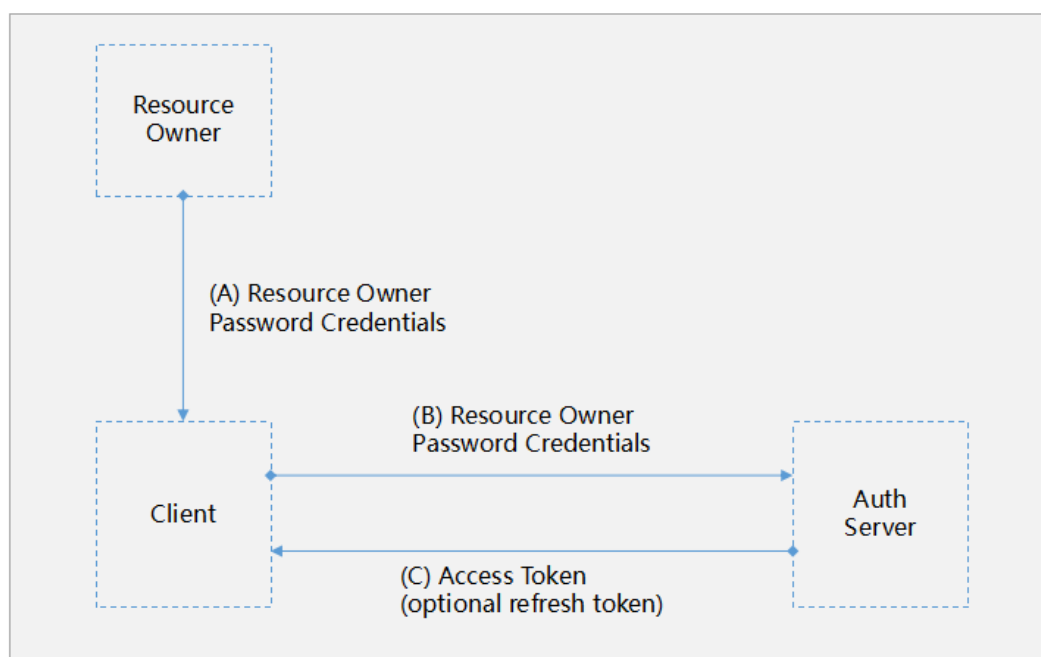 Resource
Owner
(A) Resource Owner
Password Credentials
(B) Resource Owner
Password Credentials
Client
Auth
Server
(C) Access Token
(optional refresh token)